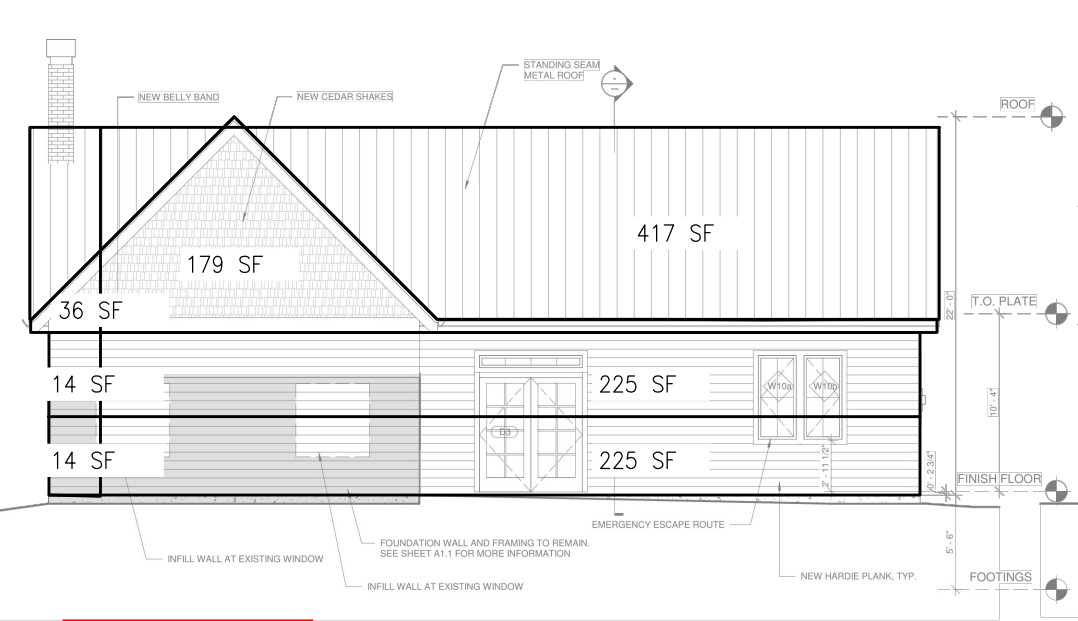 STANDING SEAM
METAL ROOF
NEW BELLY BAND
NEW CEDAR SHAKES
ROOF
417 SF
179 SF
36 SF
T.O. PLATE
22' - 0"
14 SF
225 SF
W10a
W10b
10' - 4"
D3
14 SF
225 SF
2' - 11 1/2"
0' - 2 3/4"
FINISH FLOOR
EMERGENCY ESCAPE ROUTE
5' - 6"
FOUNDATION WALL AND FRAMING TO REMAIN.
SEE SHEET A1.1 FOR MORE INFORMATION
INFILL WALL AT EXISTING WINDOW
INFILL WALL AT EXISTING WINDOW
NEW HARDIE PLANK, TYP.
FOOTINGS